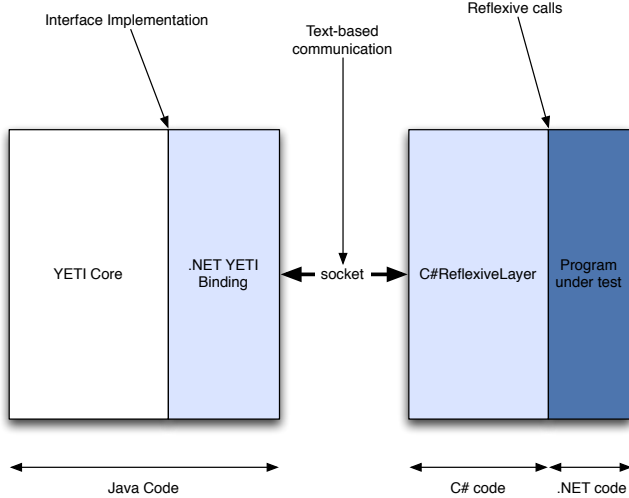 Interface Implementation
Text-based
communication
Reflexive calls
YETI Core
.NET YETI
Binding
socket
C#ReflexiveLayer
Program
under test
Java Code
C# code
.NET code